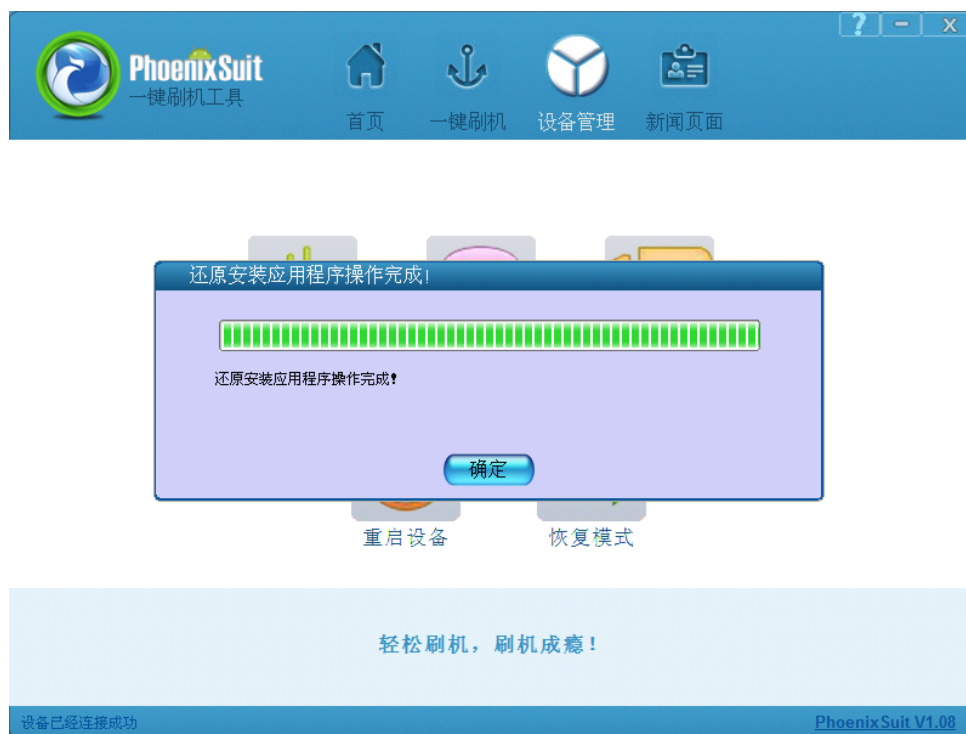 ? - x
PhoenixSuit
一键刷机工具
首页 一键刷机 设备管理 新闻页面
还原安装应用程序操作完成!
还原安装应用程序操作完成!
确定
重启设备 恢复模式
轻松刷机，刷机成瘾！
设备已经连接成功 PhoenixSuit V1.08